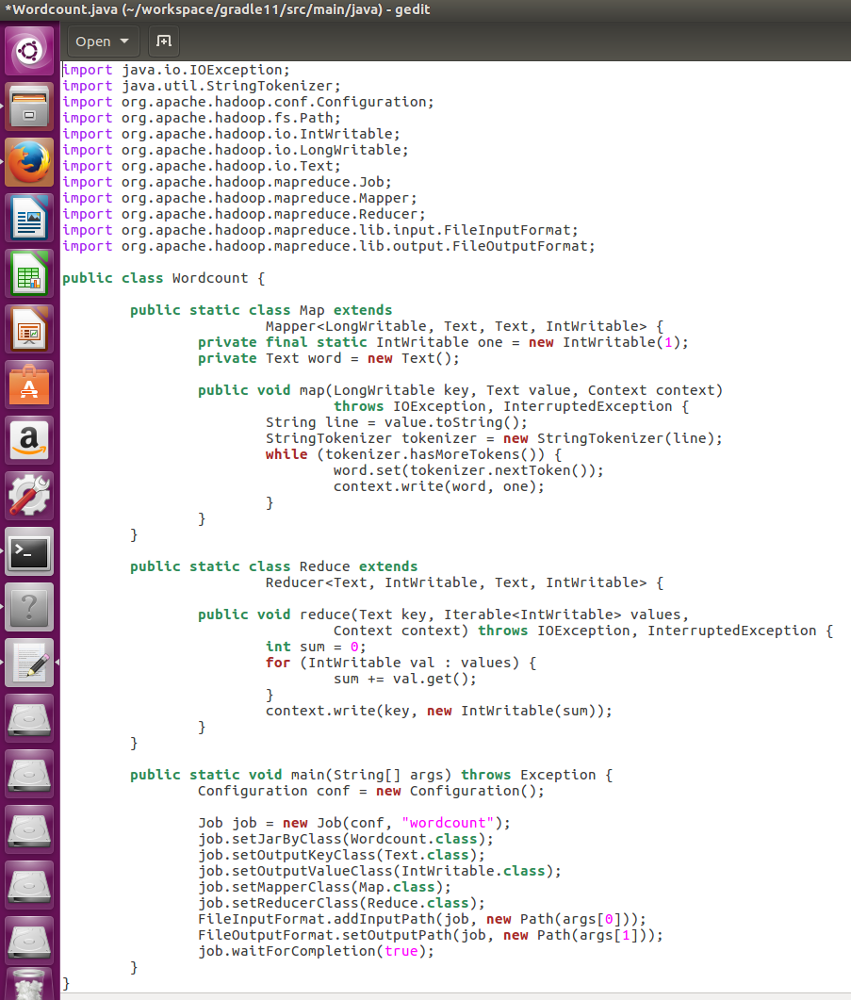 *Wordcount.java (~/workspace/gradle11/src/main/java) - gedit
Open
import java.io.IOException;
import java.util.StringTokenizer;
import org.apache.hadoop.conf.Configuration;
import org.apache.hadoop.fs.Path;
import org.apache.hadoop.io.IntWritable;
import org.apache.hadoop.io.LongWritable;
import org.apache.hadoop.io.Text;
import org.apache.hadoop.mapreduce.Job;
import org.apache.hadoop.mapreduce.Mapper;
import org.apache.hadoop.mapreduce.Reducer;
import org.apache.hadoop.mapreduce.lib.input.FileInputFormat;
import org.apache.hadoop.mapreduce.lib.output.FileOutputFormat;

public class Wordcount {

        public static class Map extends
                        Mapper<LongWritable, Text, Text, IntWritable> {
                private final static IntWritable one = new IntWritable(1);
                private Text word = new Text();

                public void map(LongWritable key, Text value, Context context)
                                throws IOException, InterruptedException {
                        String line = value.toString();
                        StringTokenizer tokenizer = new StringTokenizer(line);
                        while (tokenizer.hasMoreTokens()) {
                                word.set(tokenizer.nextToken());
                                context.write(word, one);
                        }
                }
        }

        public static class Reduce extends
                        Reducer<Text, IntWritable, Text, IntWritable> {

                public void reduce(Text key, Iterable<IntWritable> values,
                                Context context) throws IOException, InterruptedException {
                        int sum = 0;
                        for (IntWritable val : values) {
                                sum += val.get();
                        }
                        context.write(key, new IntWritable(sum));
                }
        }

        public static void main(String[] args) throws Exception {
                Configuration conf = new Configuration();

                Job job = new Job(conf, "wordcount");
                job.setJarByClass(Wordcount.class);
                job.setOutputKeyClass(Text.class);
                job.setOutputValueClass(IntWritable.class);
                job.setMapperClass(Map.class);
                job.setReducerClass(Reduce.class);
                FileInputFormat.addInputPath(job, new Path(args[0]));
                FileOutputFormat.setOutputPath(job, new Path(args[1]));
                job.waitForCompletion(true);
        }
}